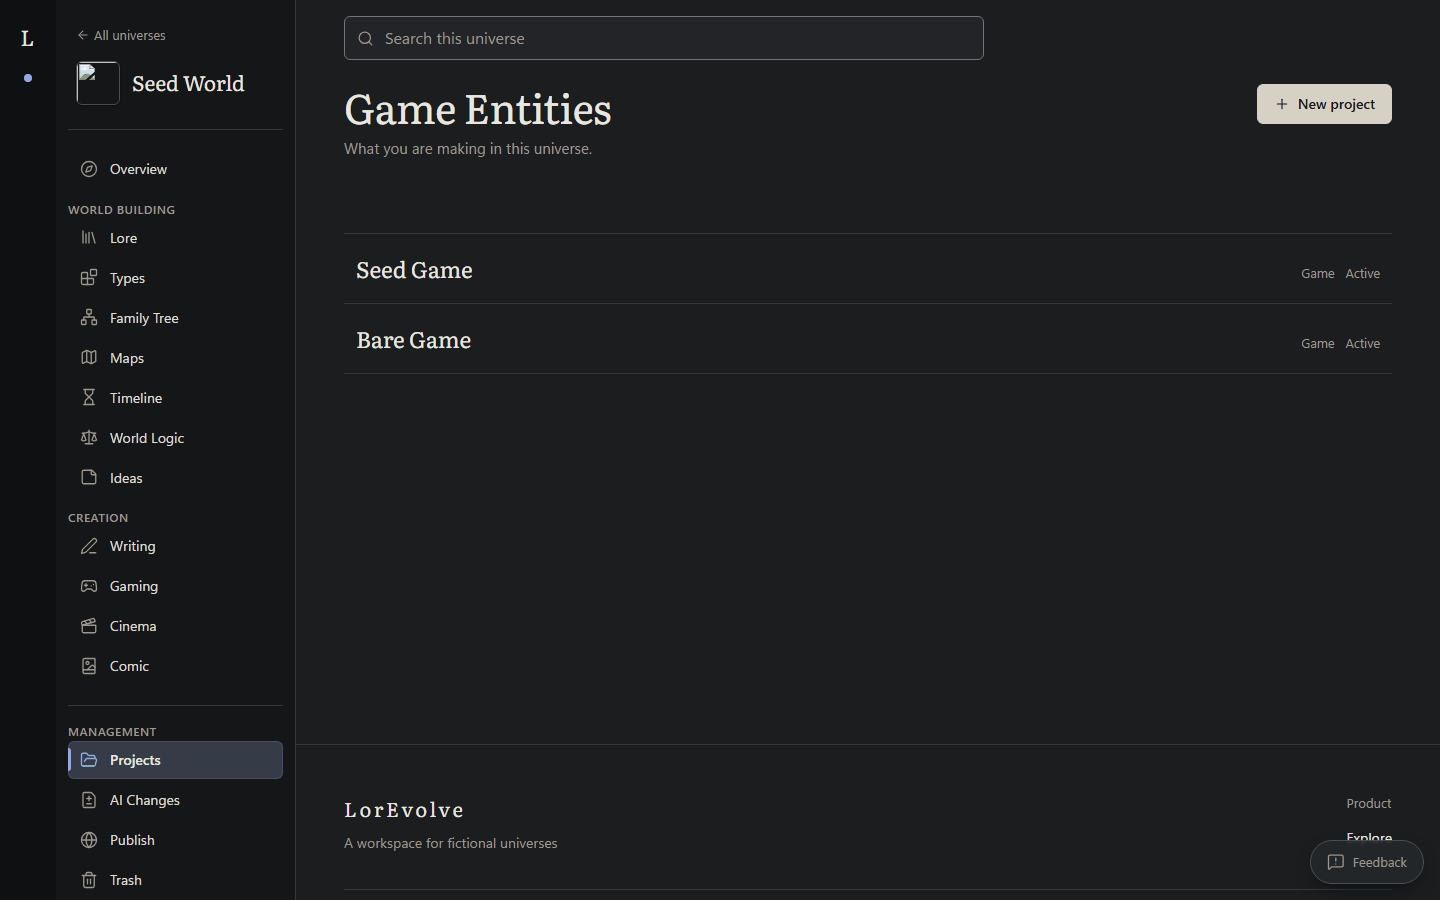 L
All universes
Seed World
Overview
WORLD BUILDING
Lore
Types
Family Tree
Maps
Timeline
World Logic
Ideas
CREATION
Writing
Gaming
Cinema
Comic
MANAGEMENT
Projects
AI Changes
Publish
Trash
Search this universe
Game Entities
What you are making in this universe.
New project
Seed Game
Game Active
Bare Game
Game Active
LorEvolve
A workspace for fictional universes
Product
Explore
Feedback